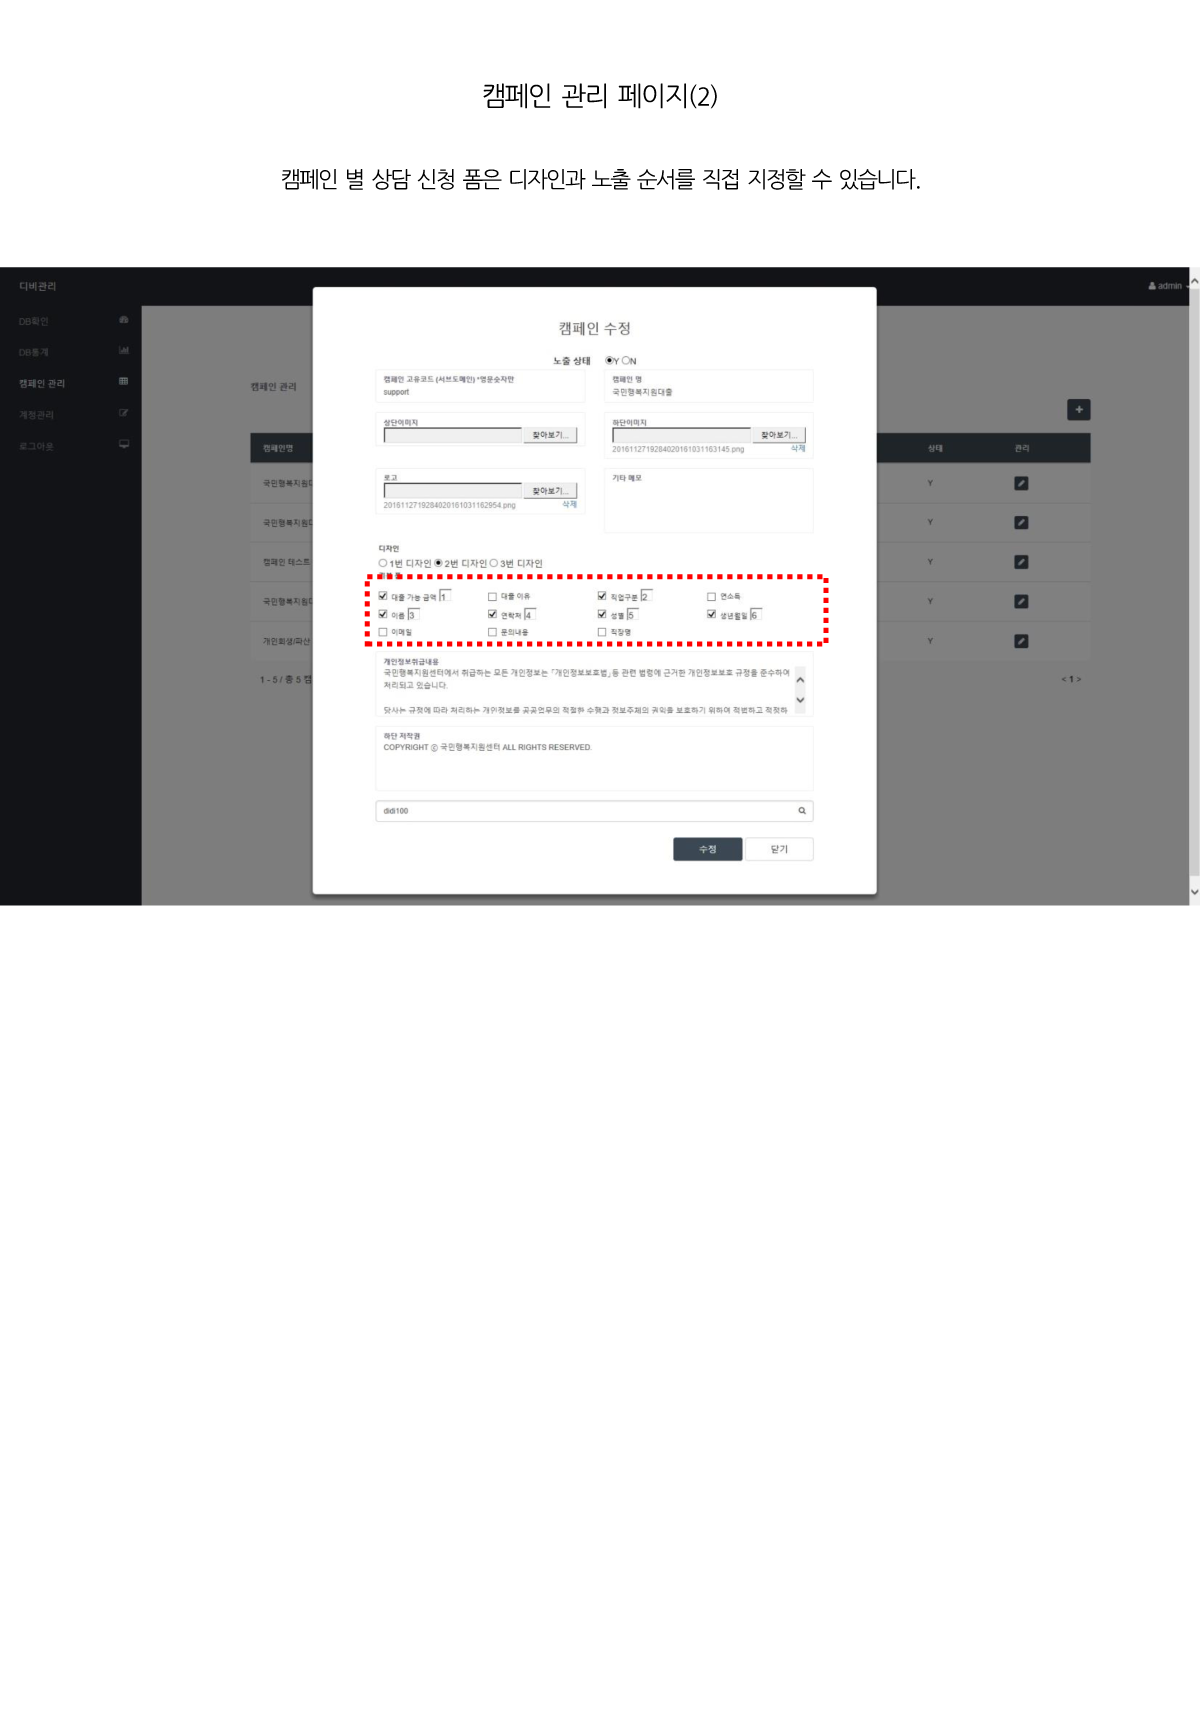 캠페인 관리 페이지(2)
캠페인 별 상담 신청 폼은 디자인과 노출 순서를 직접 지정할 수 있습니다.
디비관리
admin
DB확인
DB통계
캠페인 관리
계정관리
로그아웃
캠페인 관리
캠페인명
상태
관리
국민행복지원
Y
국민행복지원
Y
캠페인 테스트
Y
국민행복지원
Y
개인회생/파산
Y
1 - 5 / 총 5 캠
< 1 >
캠페인 수정
노출 상태 Y N
캠페인 고유코드 (서브도메인) *영문숫자만
support
캠페인 명
국민행복지원대출
상단이미지
찾아보기...
하단이미지
찾아보기...
2016112719284020161031163145.png 삭제
로고
찾아보기...
2016112719284020161031162954.png 삭제
기타 메모
디자인
1번 디자인 2번 디자인 3번 디자인
대출 가능 금액 1 대출 이유 직업구분 2 연소득
이름 3 연락처 4 성별 5 생년월일 6
이메일 문의내용 직장명
개인정보취급내용
국민행복지원센터에서 취급하는 모든 개인정보는 「개인정보보호법」등 관련 법령에 근거한 개인정보보호 규정을 준수하여
처리되고 있습니다.
당사는 규정에 따라 처리하는 개인정보를 공공업무의 적절한 수행과 정보주체의 권익을 보호하기 위하여 적법하고 적정하
하단 저작권
COPYRIGHT ⓒ 국민행복지원센터 ALL RIGHTS RESERVED.
didi100
수정 닫기